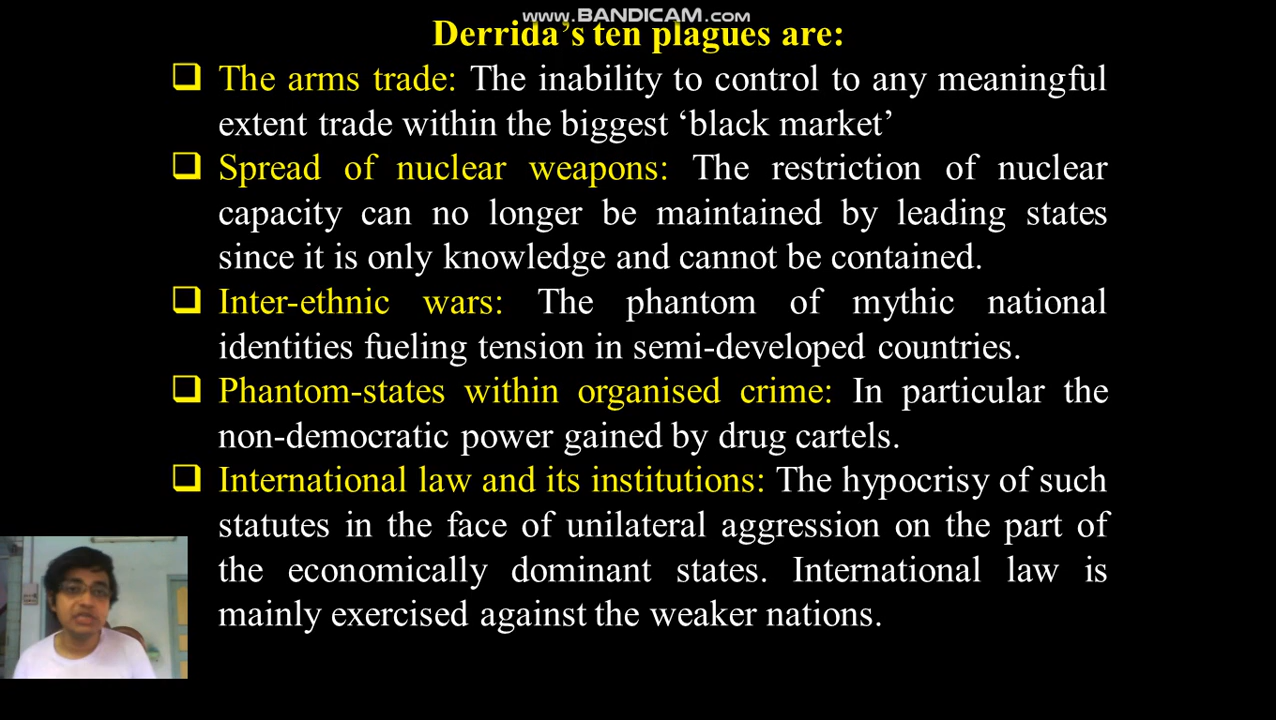 www.BANDICAM.com
Derrida’s ten plagues are:
The arms trade: The inability to control to any meaningful
extent trade within the biggest ‘black market’
Spread of nuclear weapons: The restriction of nuclear
capacity can no longer be maintained by leading states
since it is only knowledge and cannot be contained.
Inter-ethnic wars: The phantom of mythic national
identities fueling tension in semi-developed countries.
Phantom-states within organised crime: In particular the
non-democratic power gained by drug cartels.
International law and its institutions: The hypocrisy of such
statutes in the face of unilateral aggression on the part of
the economically dominant states. International law is
mainly exercised against the weaker nations.